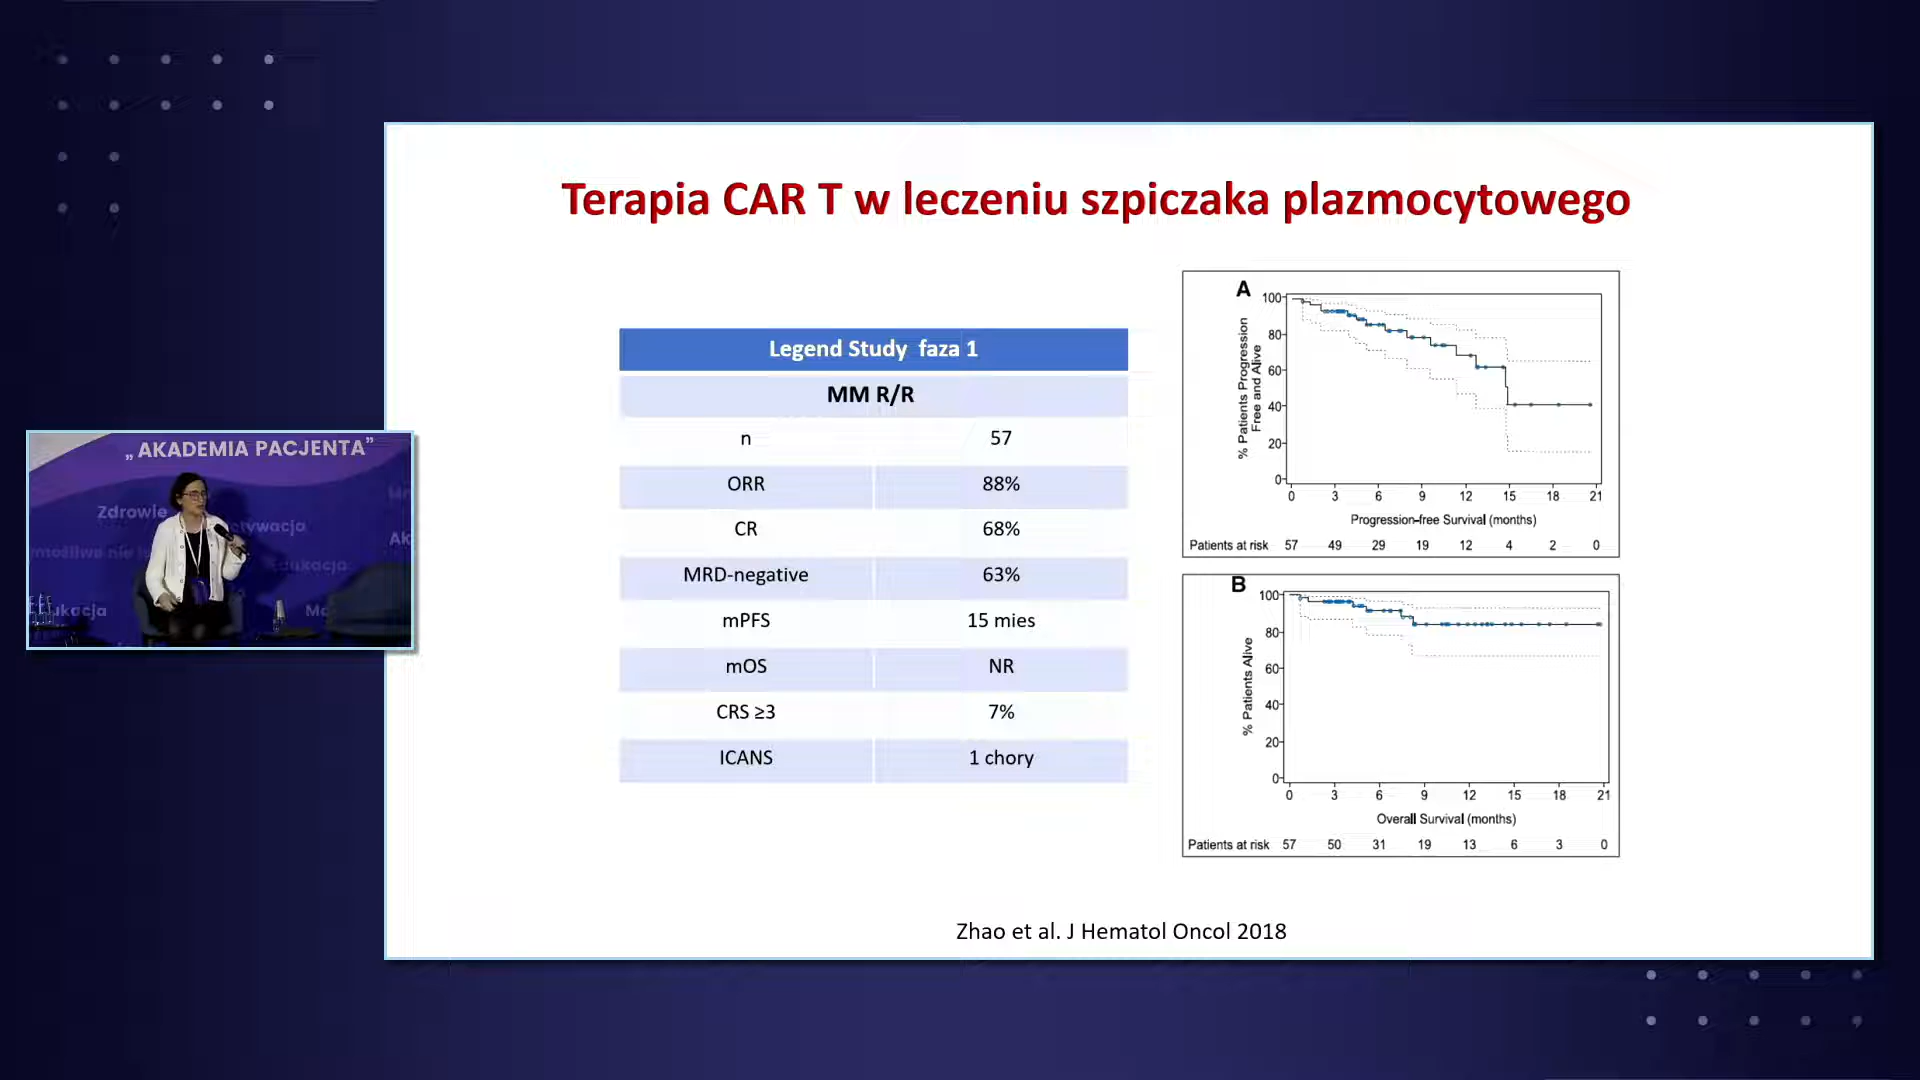 Terapia CAR T w leczeniu szpiczaka plazmocytowego
Legend Study faza 1
MM R/R
n 57
ORR 88%
CR 68%
MRD-negative 63%
mPFS 15 mies
mOS NR
CRS ≥3 7%
ICANS 1 chory
A
% Patients Progression
Free and Alive
100
80
60
40
20
0
0 3 6 9 12 15 18 21
Progression-free Survival (months)
Patients at risk 57 49 29 19 12 4 2 0
B
% Patients Alive
100
80
60
40
20
0
0 3 6 9 12 15 18 21
Overall Survival (months)
Patients at risk 57 50 31 19 13 6 3 0
Zhao et al. J Hematol Oncol 2018
„ AKADEMIA PACJENTA”
Zdrowie
ktywacja
możliwe nie
Ak
Edukacja
ukacja